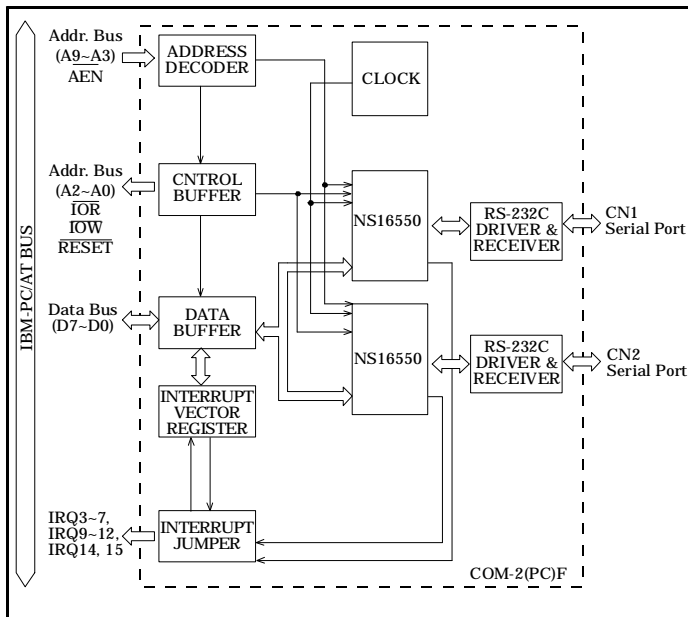 Addr. Bus
(A9~A3)
AEN
ADDRESS
DECODER
CLOCK
Addr. Bus
(A2~A0)
IOR
IOW
RESET
CNTROL
BUFFER
NS16550
RS-232C
DRIVER &
RECEIVER
CN1
Serial Port
IBM-PC/AT BUS
Data Bus
(D7~D0)
DATA
BUFFER
NS16550
RS-232C
DRIVER &
RECEIVER
CN2
Serial Port
INTERRUPT
VECTOR
REGISTER
IRQ3~7,
IRQ9~12,
IRQ14, 15
INTERRUPT
JUMPER
COM-2(PC)F